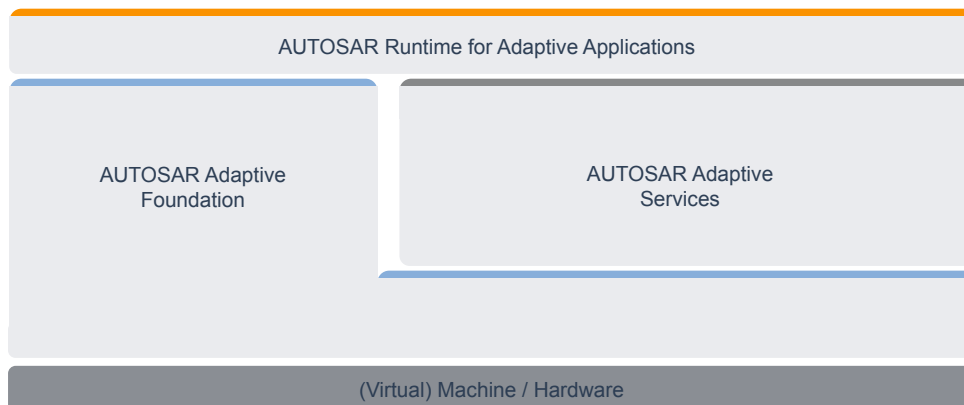 AUTOSAR Runtime for Adaptive Applications
AUTOSAR Adaptive
Foundation
AUTOSAR Adaptive
Services
(Virtual) Machine / Hardware